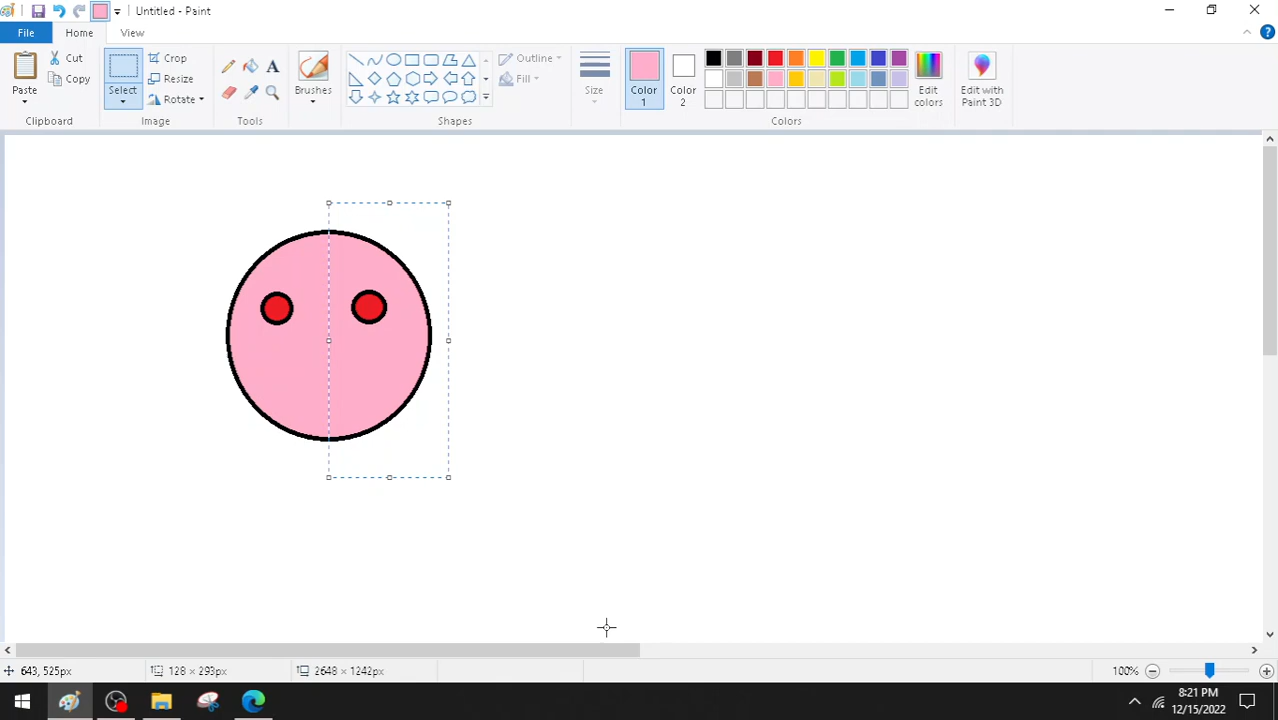 Untitled - Paint
File Home View
Paste
Cut
Copy
Clipboard
Select
Crop
Resize
Rotate
Image
A
Tools
Brushes
Outline
Fill
Shapes
Size
Color 1
Color 2
Edit colors
Colors
Edit with Paint 3D
643, 525px 128 × 293px 2648 × 1242px 100%
8:21 PM
12/15/2022